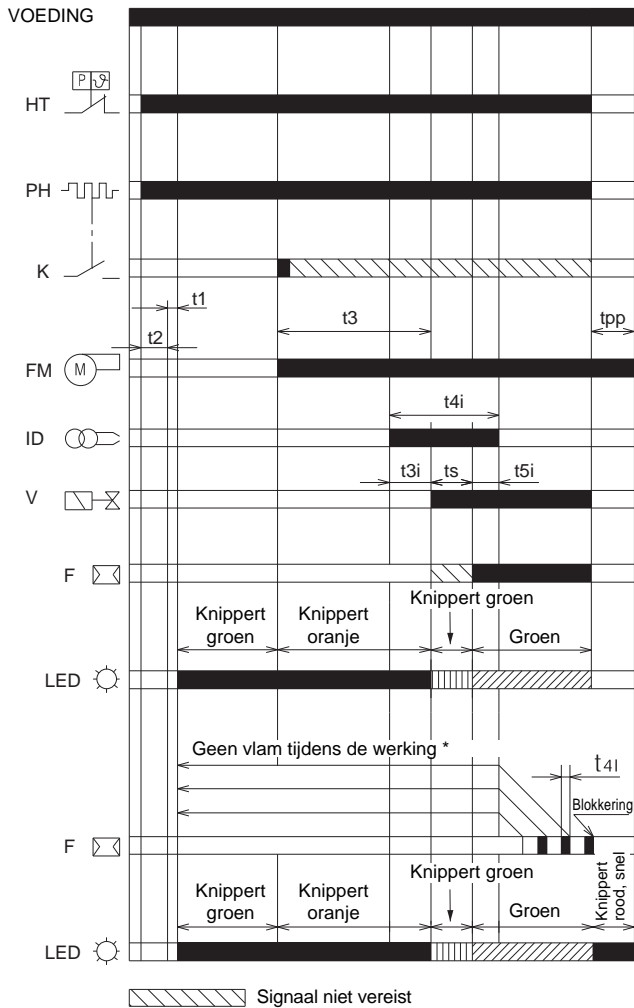 VOEDING
P ϑ
HT
PH
K
t1
t3
tpp
t2
FM
M
t4i
ID
t3i
ts
t5i
V
F
Knippert groen
Knippert
groen
Knippert
oranje
Groen
LED
Geen vlam tijdens de werking *
t4l
Blokkering
F
Knippert groen
Knippert
groen
Knippert
oranje
Groen
Knippert
rood, snel
LED
Signaal niet vereist